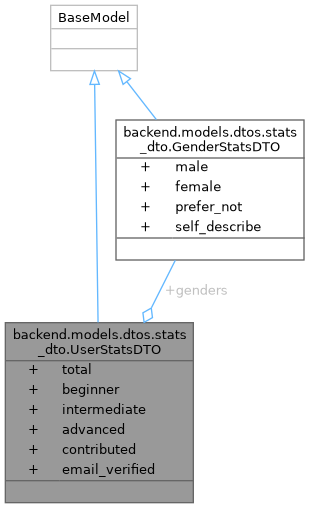 BaseModel
backend.models.dtos.stats
_dto.GenderStatsDTO
+ male
+ female
+ prefer_not
+ self_describe
+genders
backend.models.dtos.stats
_dto.UserStatsDTO
+ total
+ beginner
+ intermediate
+ advanced
+ contributed
+ email_verified